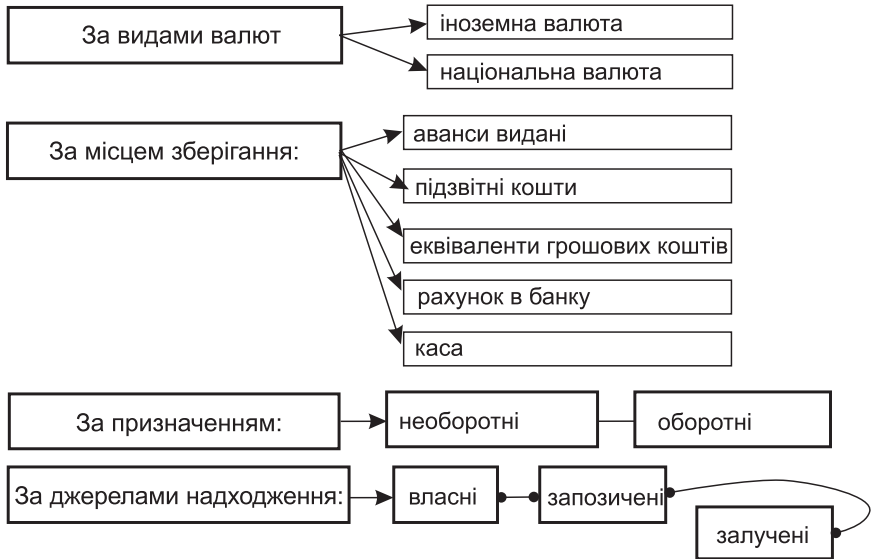 За видами валют
іноземна валюта
національна валюта
За місцем зберігання:
аванси видані
підзвітні кошти
еквіваленти грошових коштів
рахунок в банку
каса
За призначенням:
необоротні
оборотні
За джерелами надходження:
власні
запозичені
залучені